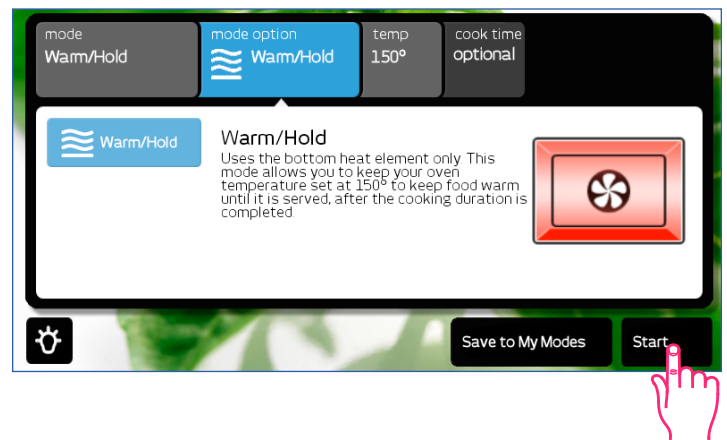 mode
Warm/Hold
mode option
Warm/Hold
temp
150°
cook time
optional
Warm/Hold
Warm/Hold
Uses the bottom heat element only. This
mode allows you to keep your oven
temperature set at 150° to keep food warm
until it is served, after the cooking duration is
completed.
Save to My Modes
Start